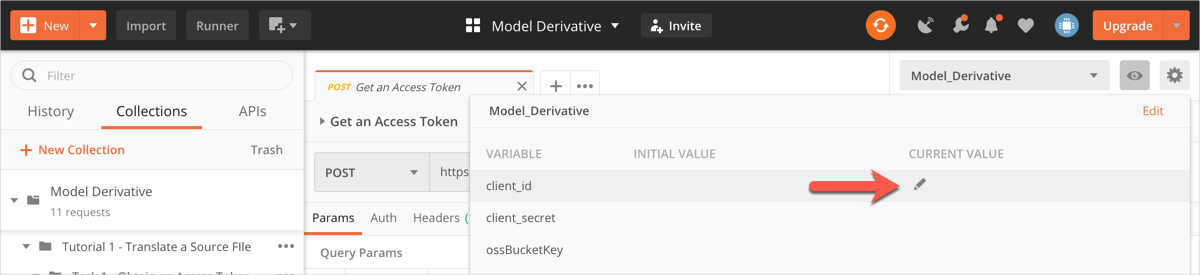 New Import Runner Model Derivative Invite Upgrade
Filter
History Collections APIs
+ New Collection Trash
Model Derivative
11 requests
Tutorial 1 - Translate a Source FIle •••
POST Get an Access Token
Get an Access Token
POST https
Params Auth Headers (
Query Params
Model_Derivative
Model_Derivative Edit
VARIABLE INITIAL VALUE CURRENT VALUE
client_id
client_secret
ossBucketKey